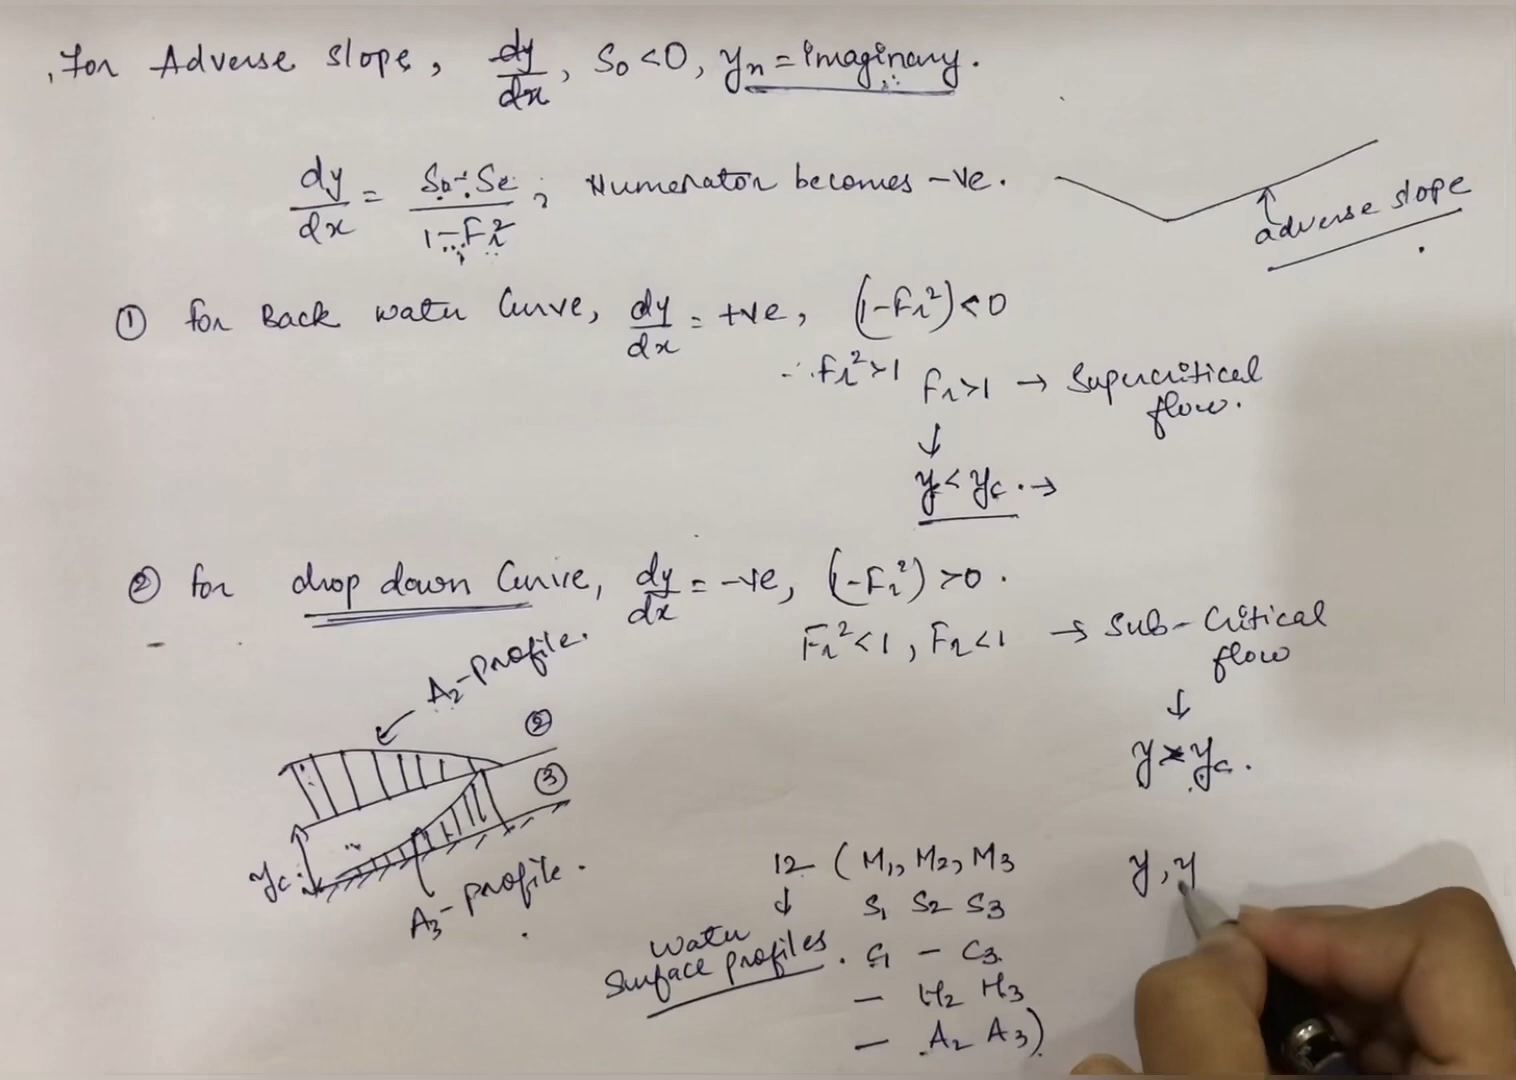 For Adverse slope, dy/dx, So<0, yn = imaginary.
dy/dx = So-Se/1-Fr² ; Numerator becomes -ve.
adverse slope
① for Back water Curve, dy/dx = +ve, (1-Fr²)<0
∴ Fr²>1 Fr>1 → Supercritical
flow.
↓
y< yc. →
② for drop down Curve, dy/dx = -ve, (1-Fr²) >0.
Fr²<1, Fr<1 → Sub-Critical
flow
↓
A2-profile.
②
③
yc
A3-profile.
y > yc.
12 (M1, M2, M3
↓ S1 S2 S3
Water
surface profiles. C1 - C3.
- H2 H3
- A2 A3)
y, y